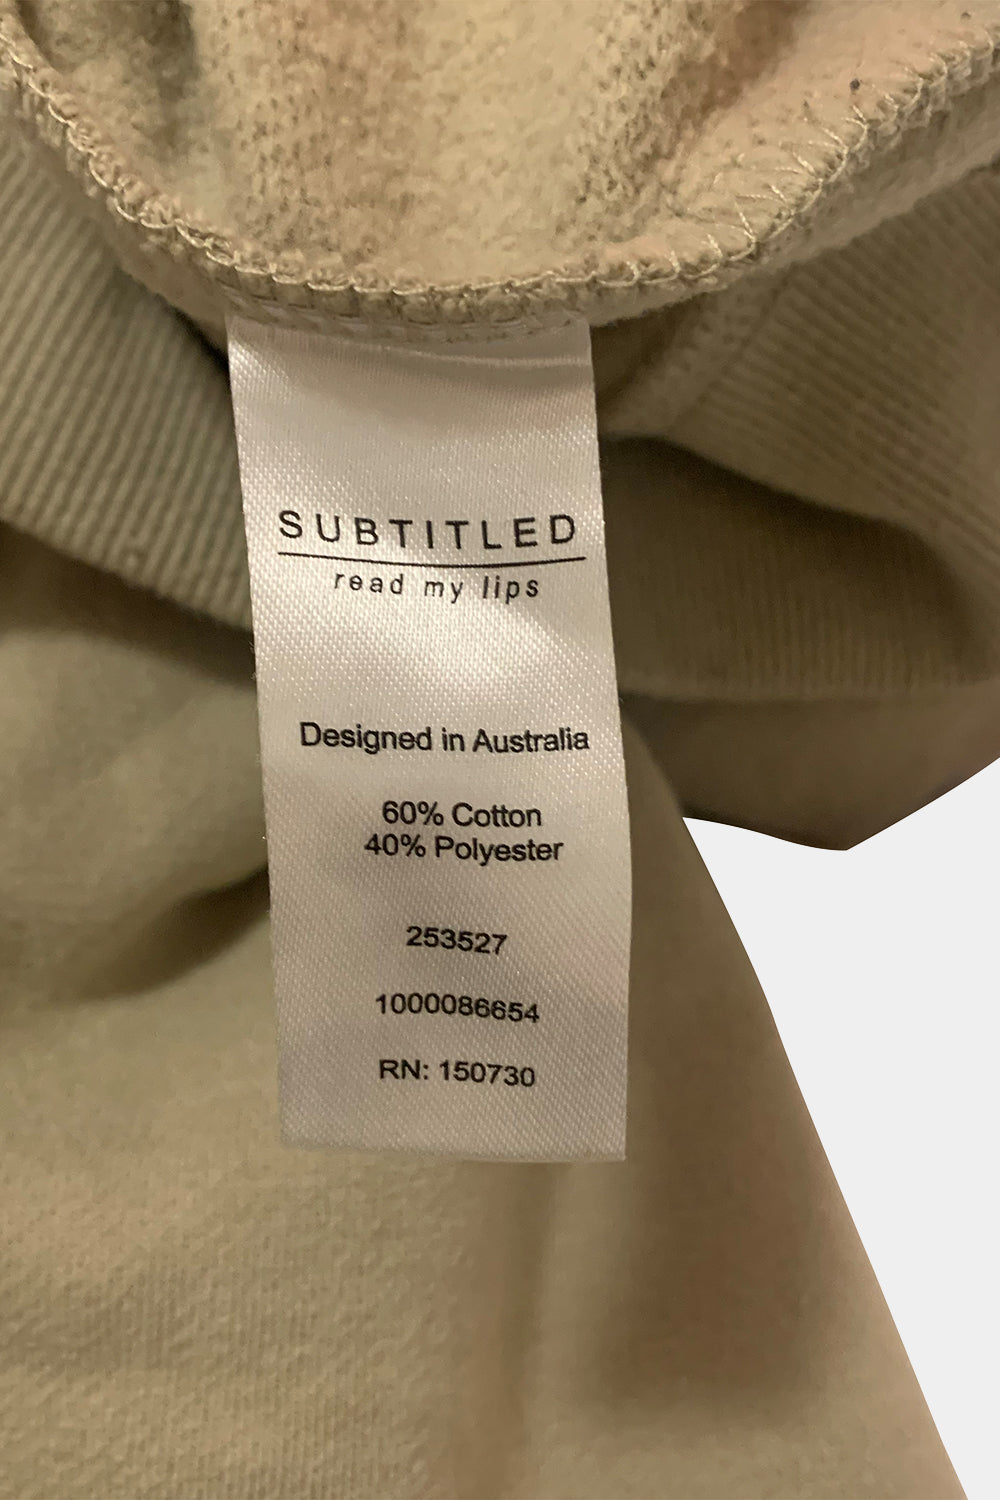 SUBTITLED
read my lips
Designed in Australia
60% Cotton
40% Polyester
253527
1000086654
RN: 150730